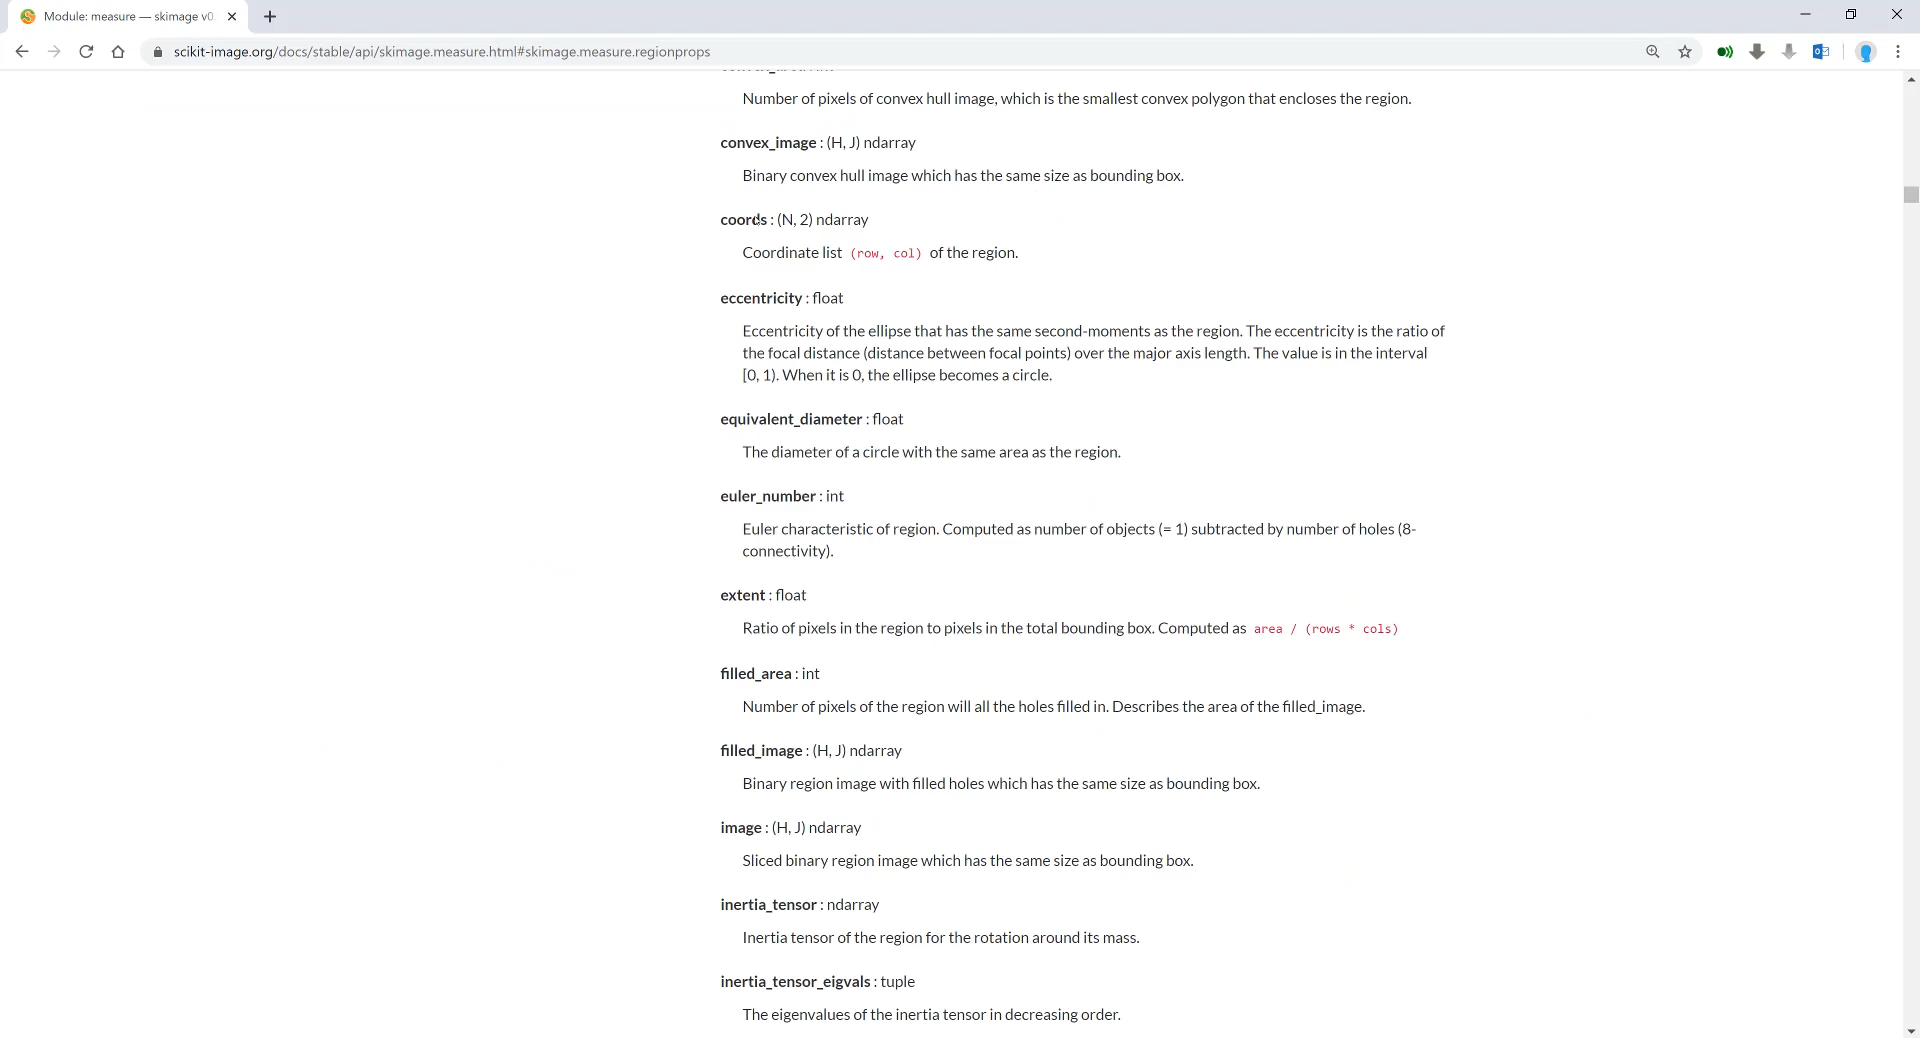 Module: measure — skimage v0
scikit-image.org/docs/stable/api/skimage.measure.html#skimage.measure.regionprops
Number of pixels of convex hull image, which is the smallest convex polygon that encloses the region.
convex_image : (H, J) ndarray
Binary convex hull image which has the same size as bounding box.
coords : (N, 2) ndarray
Coordinate list (row, col) of the region.
eccentricity : float
Eccentricity of the ellipse that has the same second-moments as the region. The eccentricity is the ratio of
the focal distance (distance between focal points) over the major axis length. The value is in the interval
[0, 1). When it is 0, the ellipse becomes a circle.
equivalent_diameter : float
The diameter of a circle with the same area as the region.
euler_number : int
Euler characteristic of region. Computed as number of objects (= 1) subtracted by number of holes (8-
connectivity).
extent : float
Ratio of pixels in the region to pixels in the total bounding box. Computed as area / (rows * cols)
filled_area : int
Number of pixels of the region will all the holes filled in. Describes the area of the filled_image.
filled_image : (H, J) ndarray
Binary region image with filled holes which has the same size as bounding box.
image : (H, J) ndarray
Sliced binary region image which has the same size as bounding box.
inertia_tensor : ndarray
Inertia tensor of the region for the rotation around its mass.
inertia_tensor_eigvals : tuple
The eigenvalues of the inertia tensor in decreasing order.